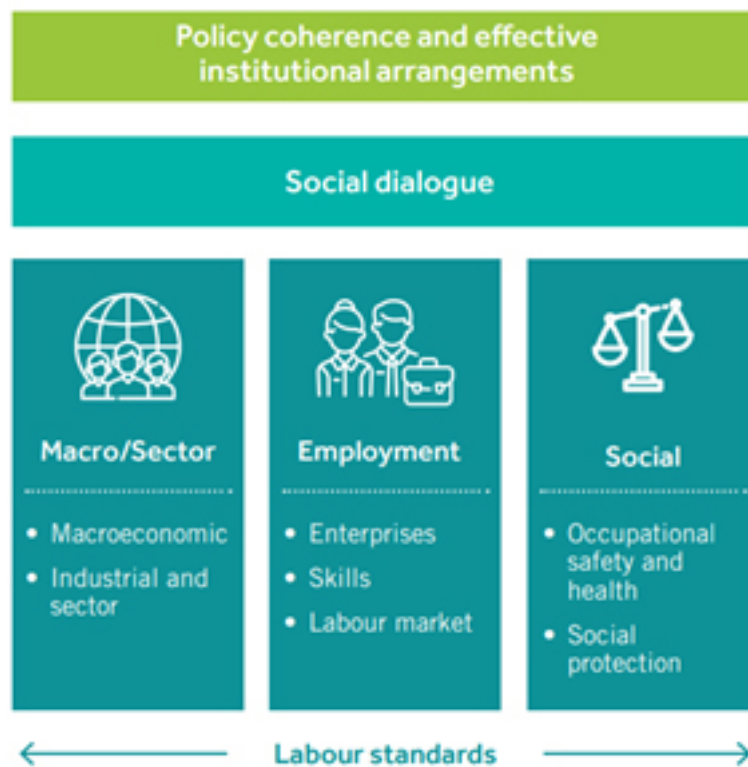 Policy coherence and effective
institutional arrangements
Social dialogue
Macro/Sector
• Macroeconomic
• Industrial and
sector
Employment
• Enterprises
• Skills
• Labour market
Social
• Occupational
safety and
health
• Social
protection
Labour standards